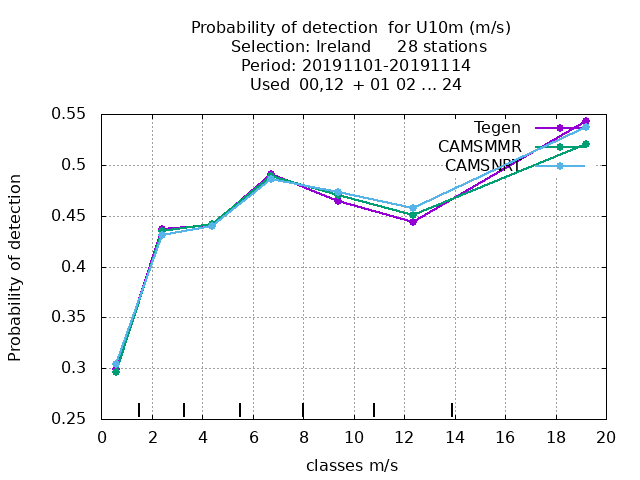 Probability of detection  for U10m (m/s)
Selection: Ireland     28 stations
Period: 20191101-20191114
Used  00,12  + 01 02 ... 24
Tegen
CAMSMMR
CAMSNRT
Probability of detection
0.55
0.5
0.45
0.4
0.35
0.3
0.25
0 2 4 6 8 10 12 14 16 18 20
classes m/s